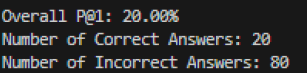 Overall P@1: 20.00%
Number of Correct Answers: 20
Number of Incorrect Answers: 80